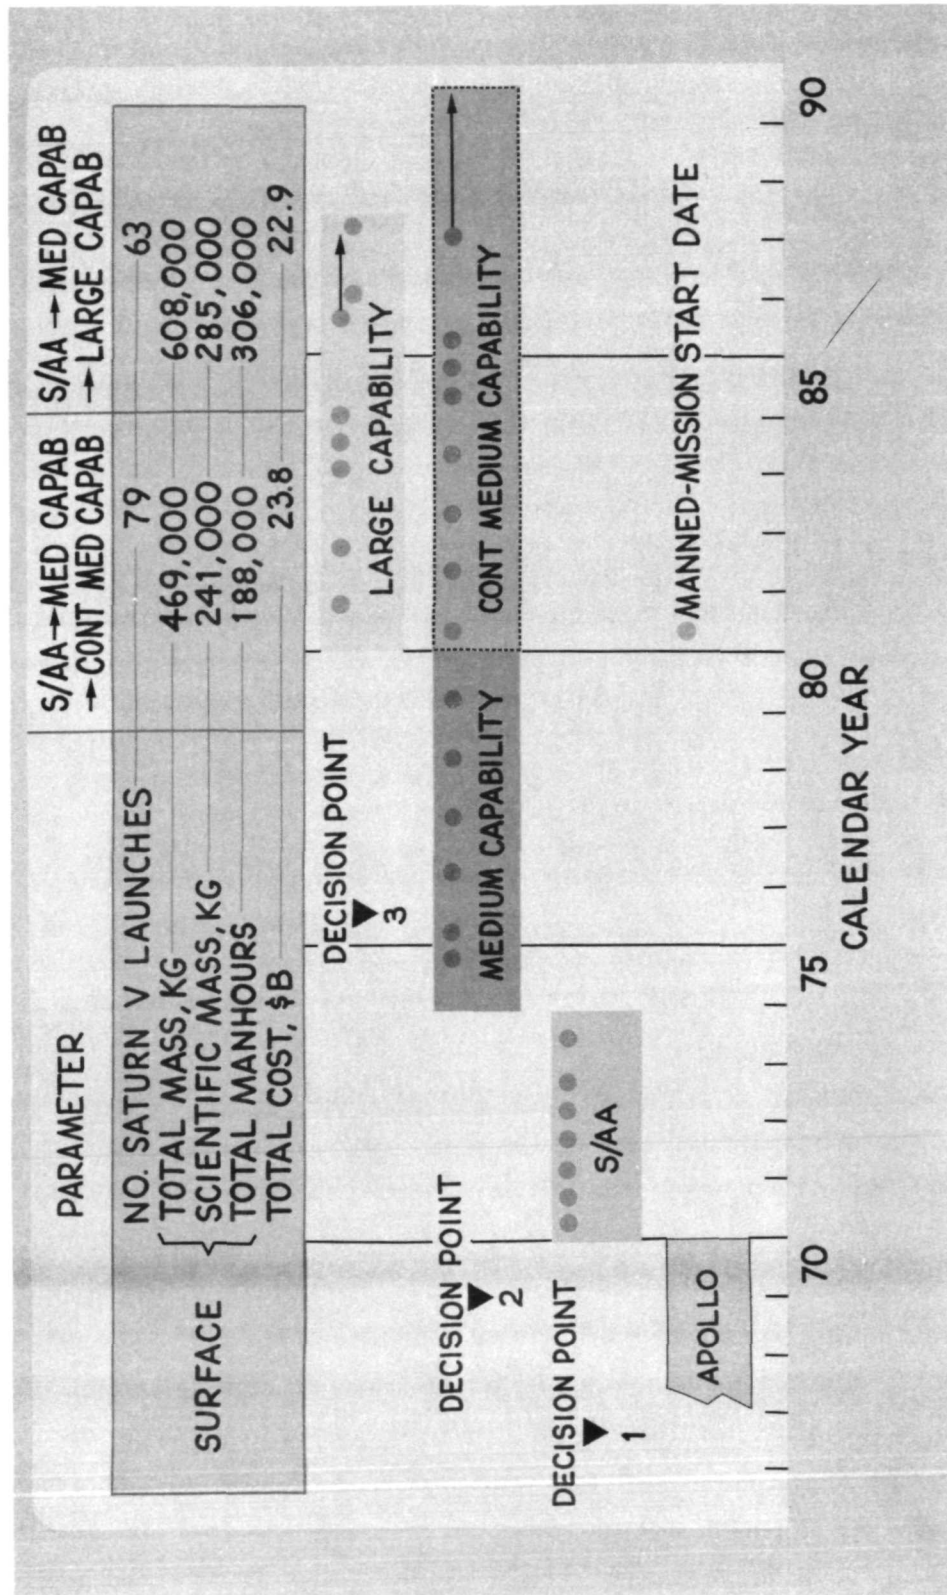 PARAMETER
S/AA→MED CAPAB
→CONT MED CAPAB
S/AA→MED CAPAB
→LARGE CAPAB
NO. SATURN V LAUNCHES 79 63
SURFACE
TOTAL MASS, KG 469,000 608,000
SCIENTIFIC MASS, KG 241,000 285,000
TOTAL MANHOURS 188,000 306,000
TOTAL COST, $B 23.8 22.9
DECISION POINT
3
LARGE CAPABILITY
DECISION POINT
2
MEDIUM CAPABILITY
CONT MEDIUM CAPABILITY
DECISION POINT
1
S/AA
APOLLO
MANNED-MISSION START DATE
70 75 80 85 90
CALENDAR YEAR